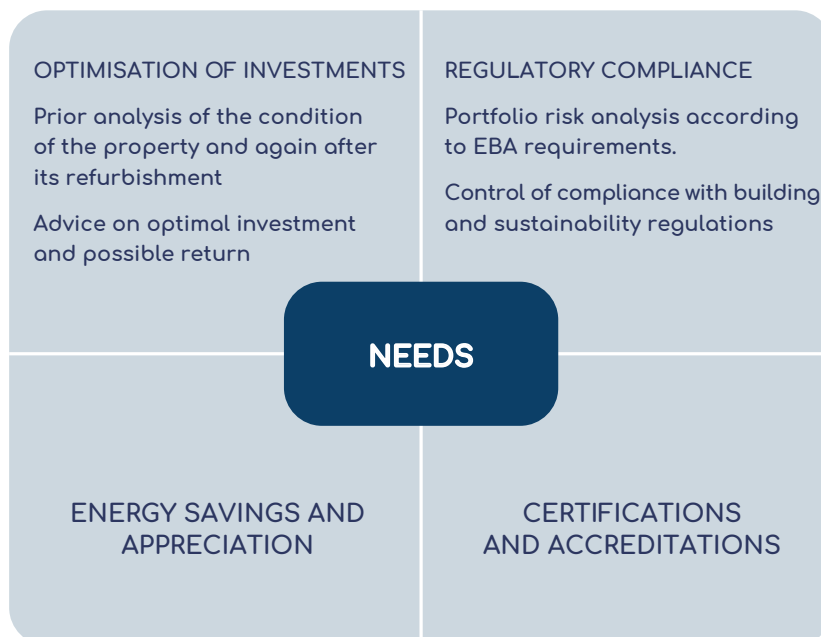 OPTIMISATION OF INVESTMENTS
Prior analysis of the condition
of the property and again after
its refurbishment
Advice on optimal investment
and possible return
REGULATORY COMPLIANCE
Portfolio risk analysis according
to EBA requirements.
Control of compliance with building
and sustainability regulations
NEEDS
ENERGY SAVINGS AND
APPRECIATION
CERTIFICATIONS
AND ACCREDITATIONS